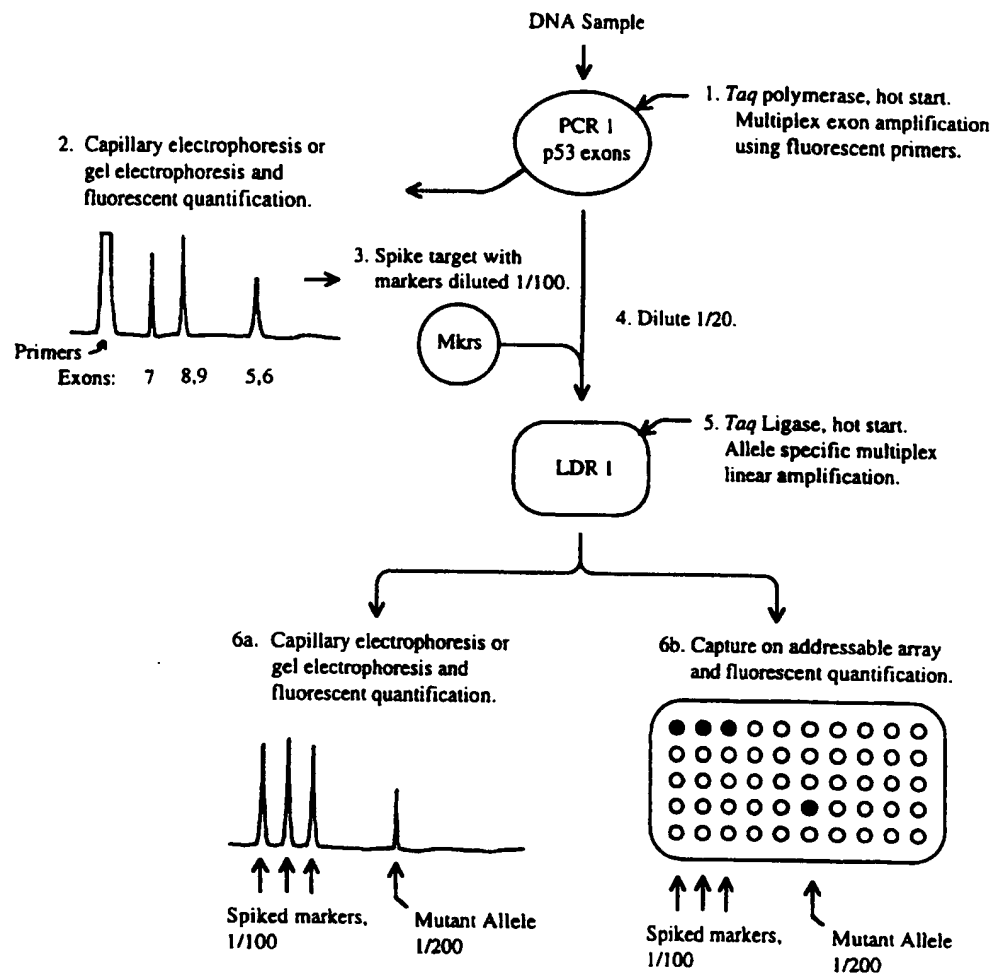 DNA Sample
PCR 1
p53 exons
1. Taq polymerase, hot start.
Multiplex exon amplification
using fluorescent primers.
2. Capillary electrophoresis or
gel electrophoresis and
fluorescent quantification.
Primers
Exons: 7 8,9 5,6
3. Spike target with
markers diluted 1/100.
Mkrs
4. Dilute 1/20.
5. Taq Ligase, hot start.
Allele specific multiplex
linear amplification.
LDR 1
6a. Capillary electrophoresis or
gel electrophoresis and
fluorescent quantification.
Spiked markers,
1/100
Mutant Allele
1/200
6b. Capture on addressable array
and fluorescent quantification.
Spiked markers,
1/100
Mutant Allele
1/200